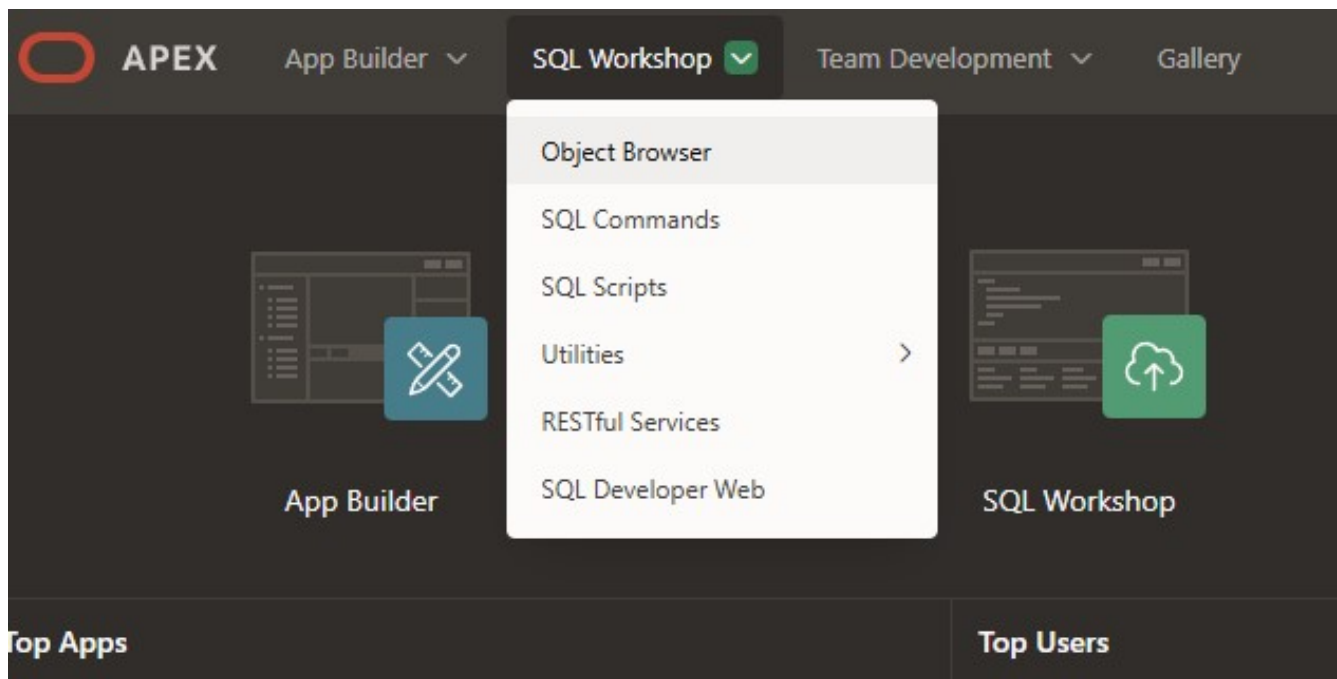 APEX App Builder SQL Workshop Team Development Gallery
Object Browser
SQL Commands
SQL Scripts
Utilities
RESTful Services
SQL Developer Web
App Builder
SQL Workshop
Top Apps
Top Users